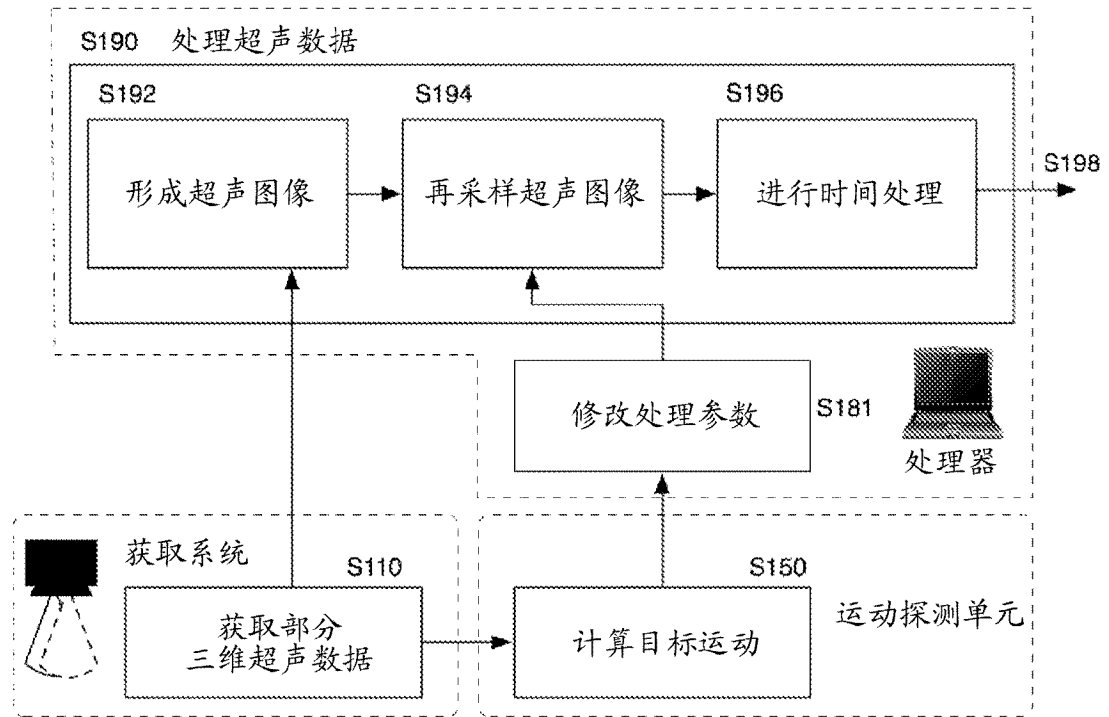 S190 处理超声数据
S192
S194
S196
形成超声图像
再采样超声图像
进行时间处理
S198
修改处理参数
S181
处理器
获取系统
S110
S150
获取部分
三维超声数据
计算目标运动
运动探测单元